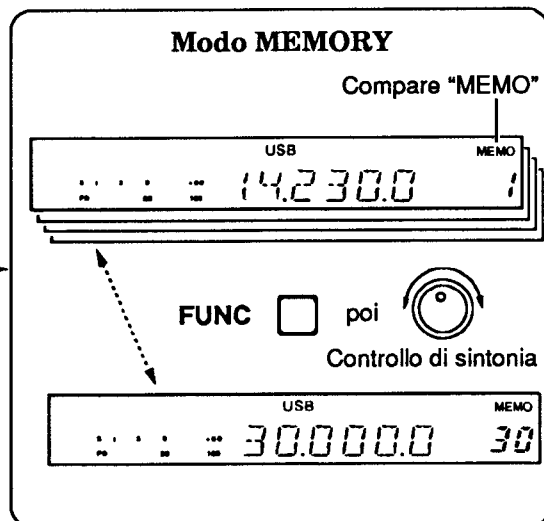 Modo MEMORY
Compare “MEMO”
USB MEMO
14.230.0 1
FUNC poi
Controllo di sintonia
USB MEMO
30.000.0 30